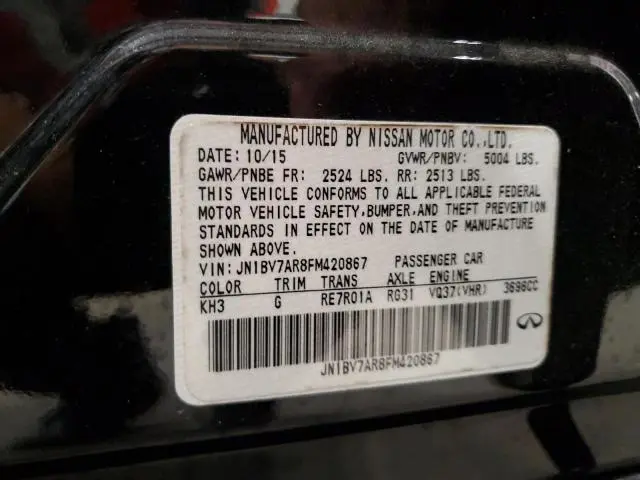 MANUFACTURED BY NISSAN MOTOR CO.,LTD.
DATE: 10/15 GVWR/PNBV: 5004 LBS.
GAWR/PNBE FR: 2524 LBS. RR: 2513 LBS.
THIS VEHICLE CONFORMS TO ALL APPLICABLE FEDERAL
MOTOR VEHICLE SAFETY,BUMPER,AND THEFT PREVENTION
STANDARDS IN EFFECT ON THE DATE OF MANUFACTURE
SHOWN ABOVE.
VIN: JN1BV7AR8FM420867 PASSENGER CAR
COLOR TRIM TRANS AXLE ENGINE
KH3 G RE7R01A RG31 VQ37(VHR) 3696CC
JN1BV7AR8FM420867